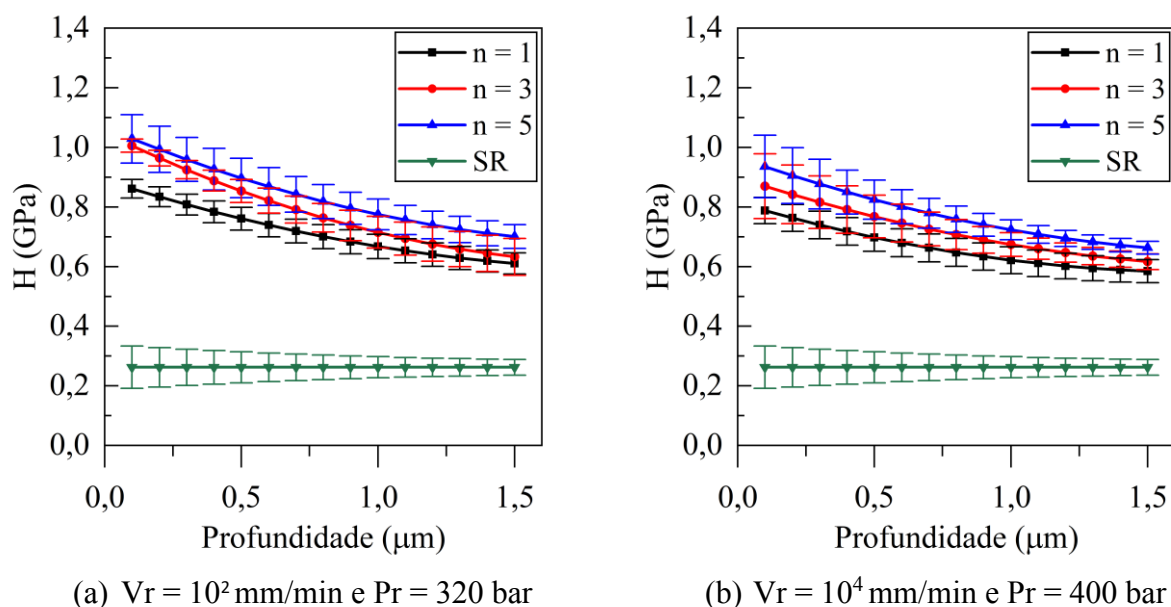 1,4
1,2
1,0
0,8
0,6
0,4
0,2
0,0
H (GPa)
n = 1
n = 3
n = 5
SR
0,0 0,5 1,0 1,5
Profundidade (μm)
(a) Vr = 10² mm/min e Pr = 320 bar
1,4
1,2
1,0
0,8
0,6
0,4
0,2
0,0
H (GPa)
n = 1
n = 3
n = 5
SR
0,0 0,5 1,0 1,5
Profundidade (μm)
(b) Vr = 10⁴ mm/min e Pr = 400 bar